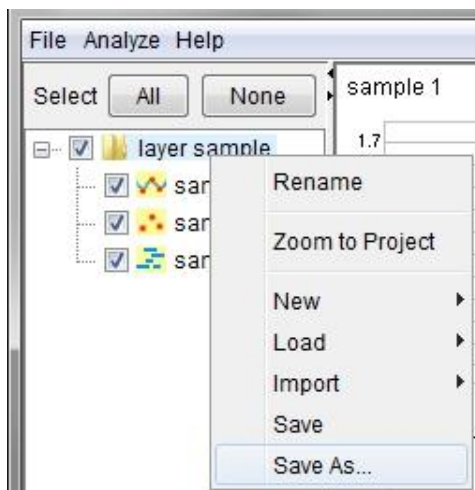 File Analyze Help
Select All None
sample 1
1.7
layer sample
Rename
Zoom to Project
New
Load
Import
Save
Save As...